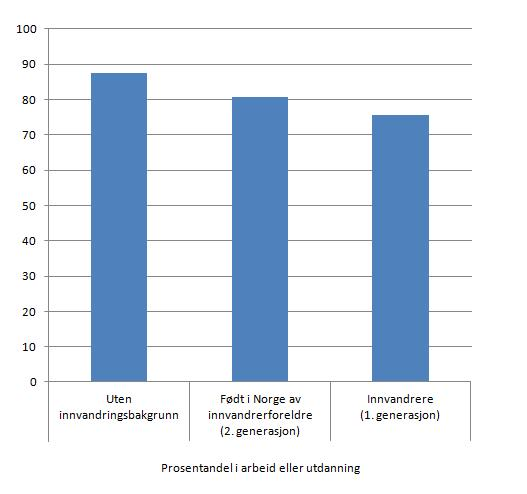 100
90
80
70
60
50
40
30
20
10
0
Uten
innvandringsbakgrunn
Født i Norge av
innvandrerforeldre
(2. generasjon)
Innvandrere
(1. generasjon)
Prosentandel i arbeid eller utdanning